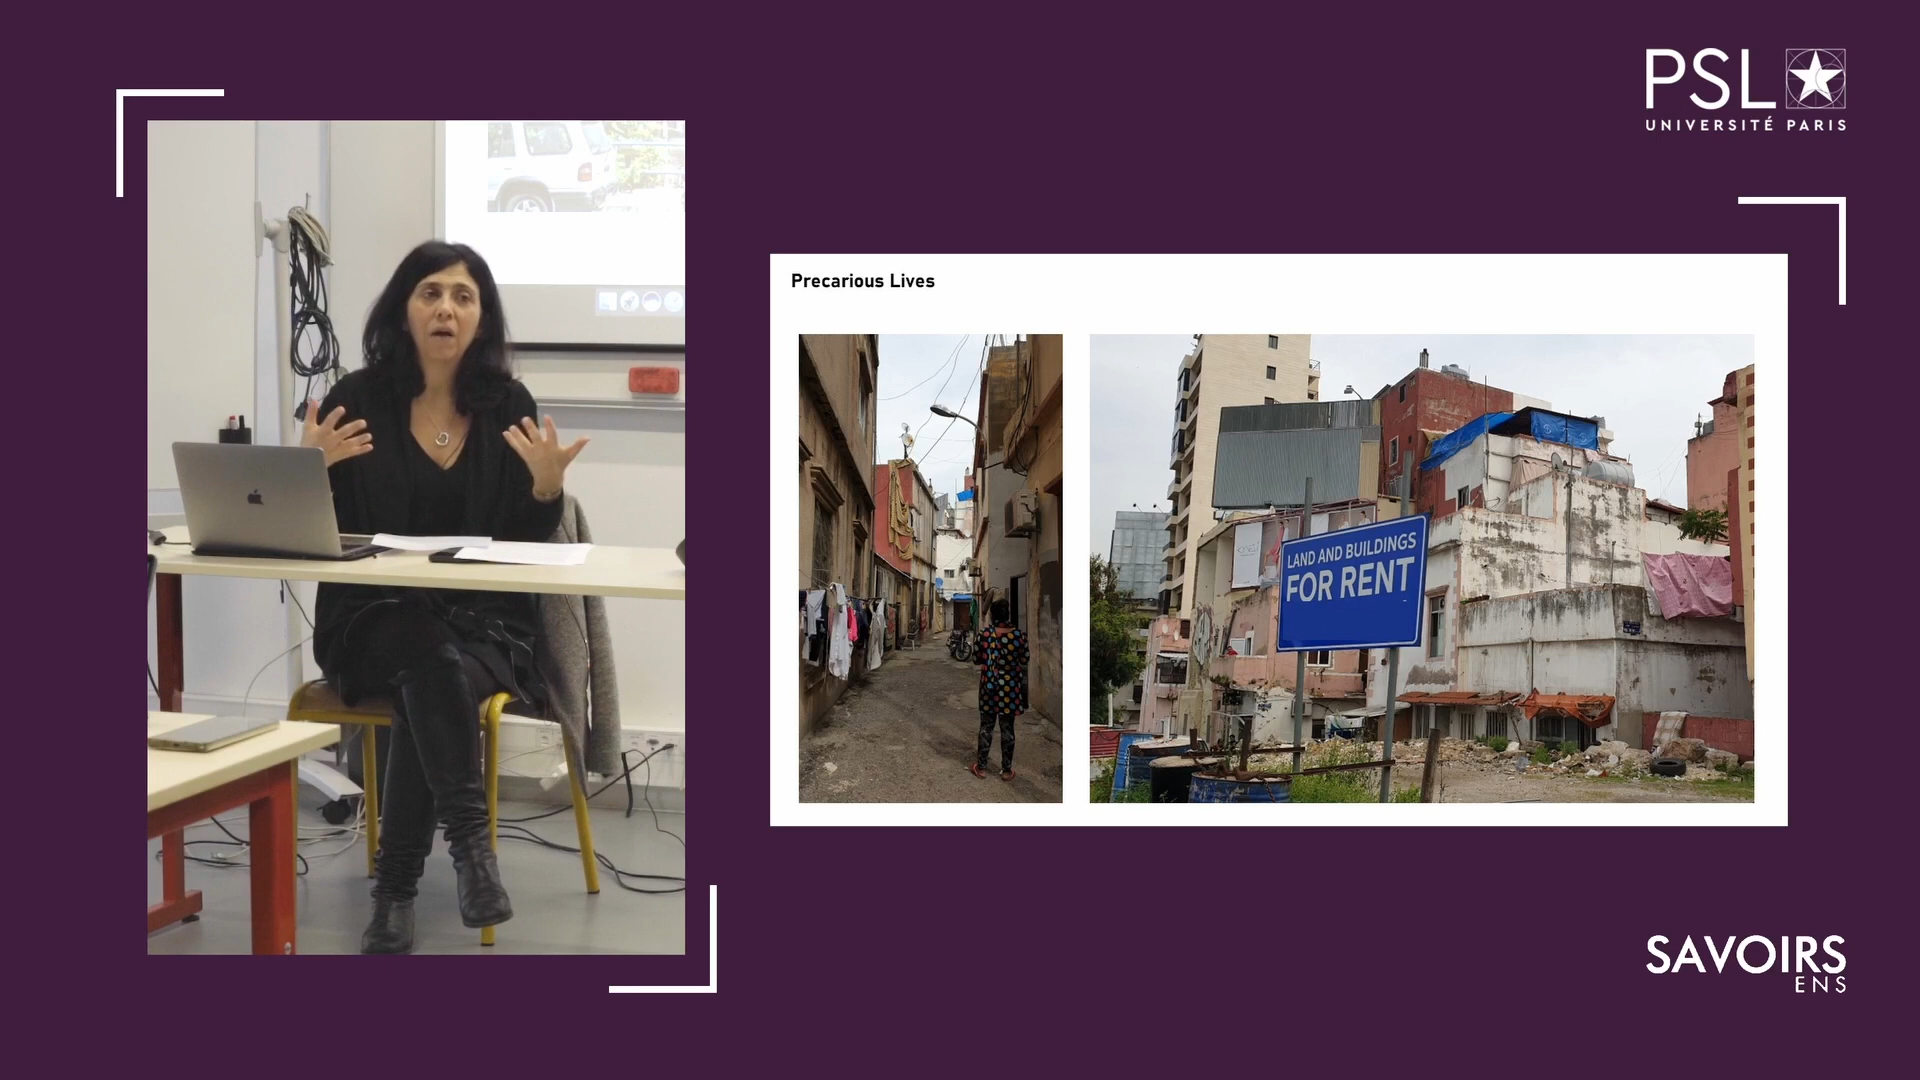 PSL
UNIVERSITÉ PARIS
Precarious Lives
LAND AND BUILDINGS
FOR RENT
SAVOIRS
ENS